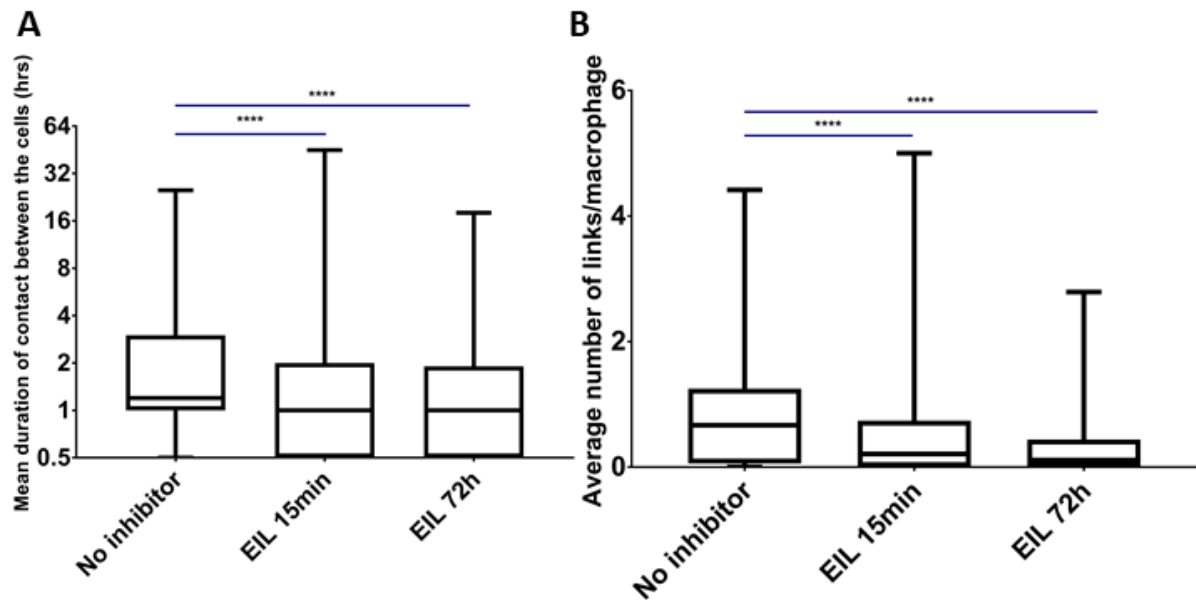 A
Mean duration of contact between the cells (hrs)
64
32
16
8
4
2
1
0.5
****
****
No inhibitor
EIL 15min
EIL 72h
B
Average number of links/macrophage
6
4
2
0
****
****
No inhibitor
EIL 15min
EIL 72h